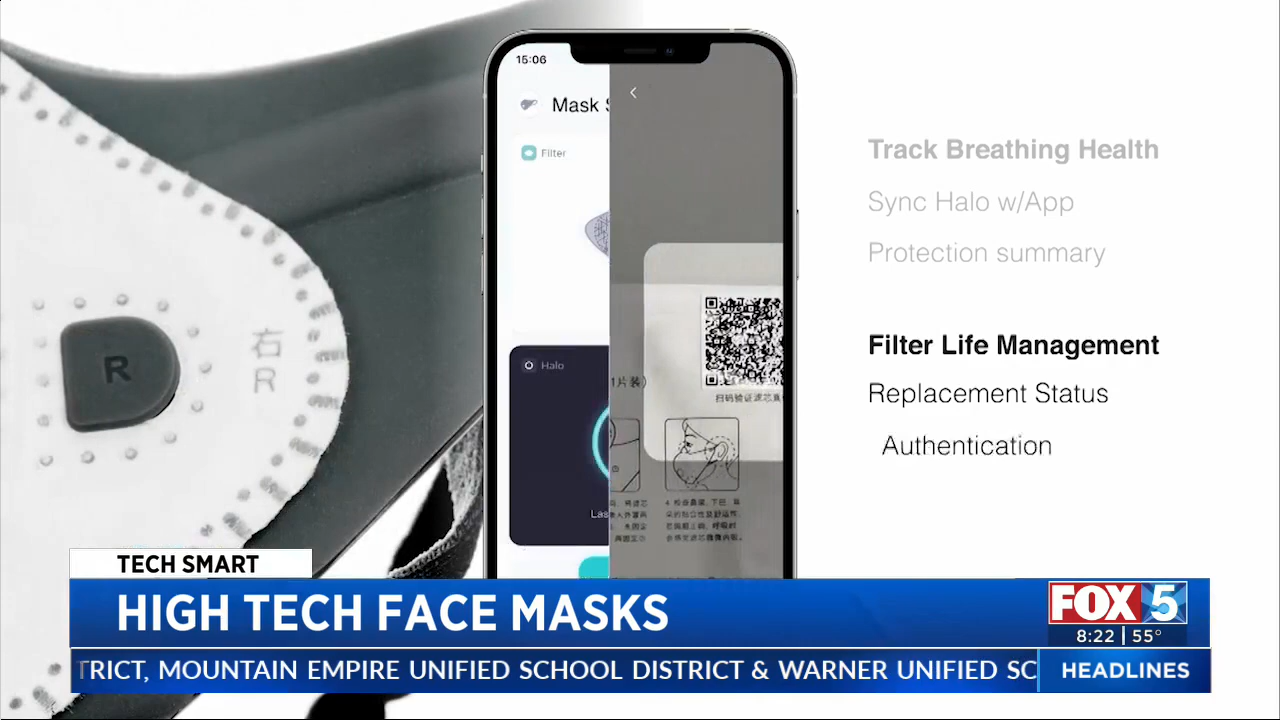 15:06
Mask
Filter
Track Breathing Health
Sync Halo w/App
Protection summary
Filter Life Management
Replacement Status
Authentication
右
R
R
Halo
1片装)
扫码验证滤芯真
TECH SMART
HIGH TECH FACE MASKS
FOX 5
8:22 | 55°
TRICT, MOUNTAIN EMPIRE UNIFIED SCHOOL DISTRICT & WARNER UNIFIED SC
HEADLINES